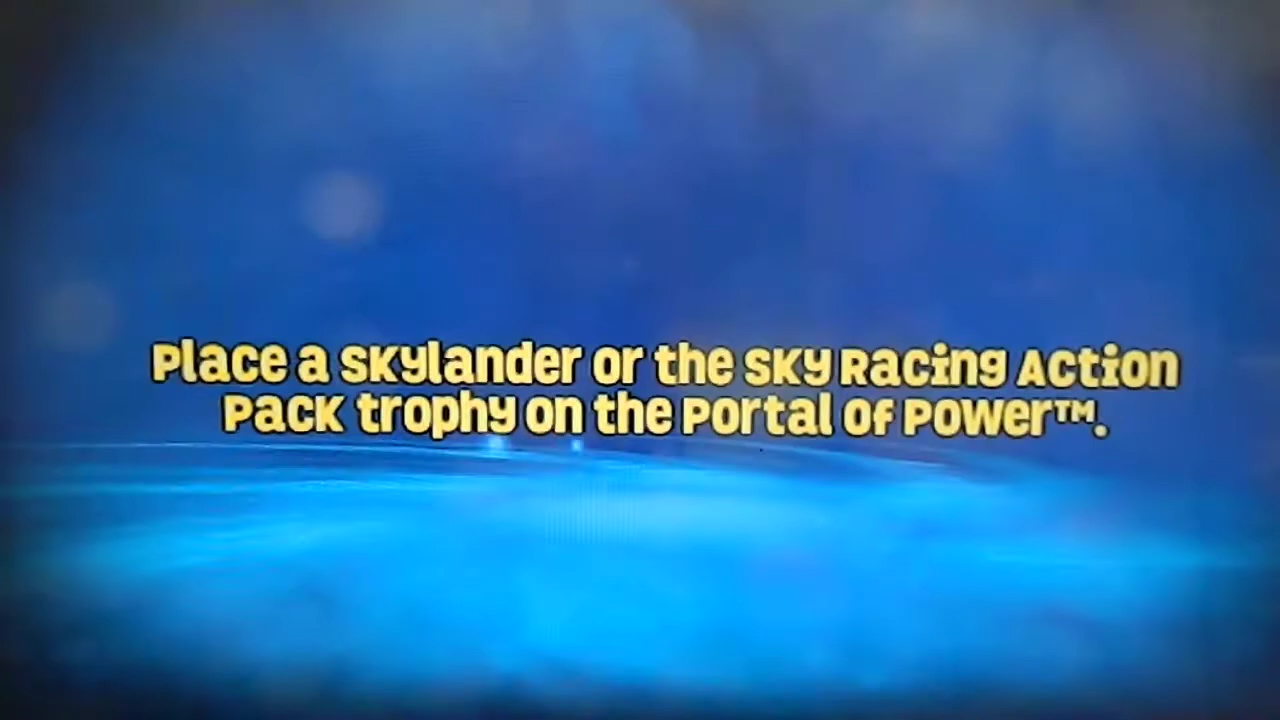 Place a Skylander or the Sky Racing Action
Pack trophy on the Portal of Power™.